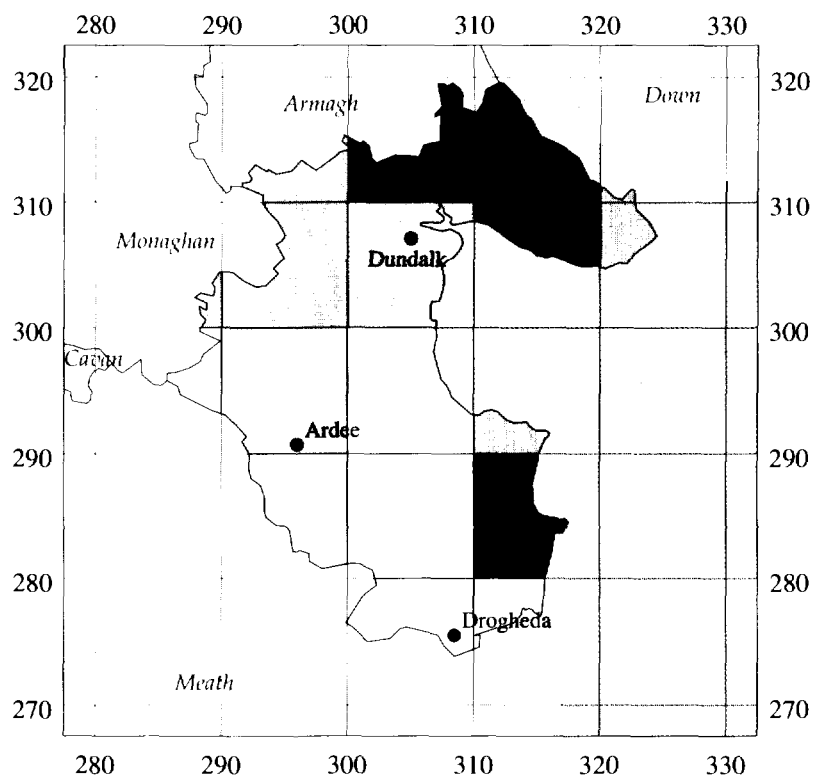 280 290 300 310 320 330
320 Armagh Down 320
310 310
Monaghan Dundalk
300 300
Cavan
Ardee
290 290
280 280
Drogheda
Meath
270 270
280 290 300 310 320 330